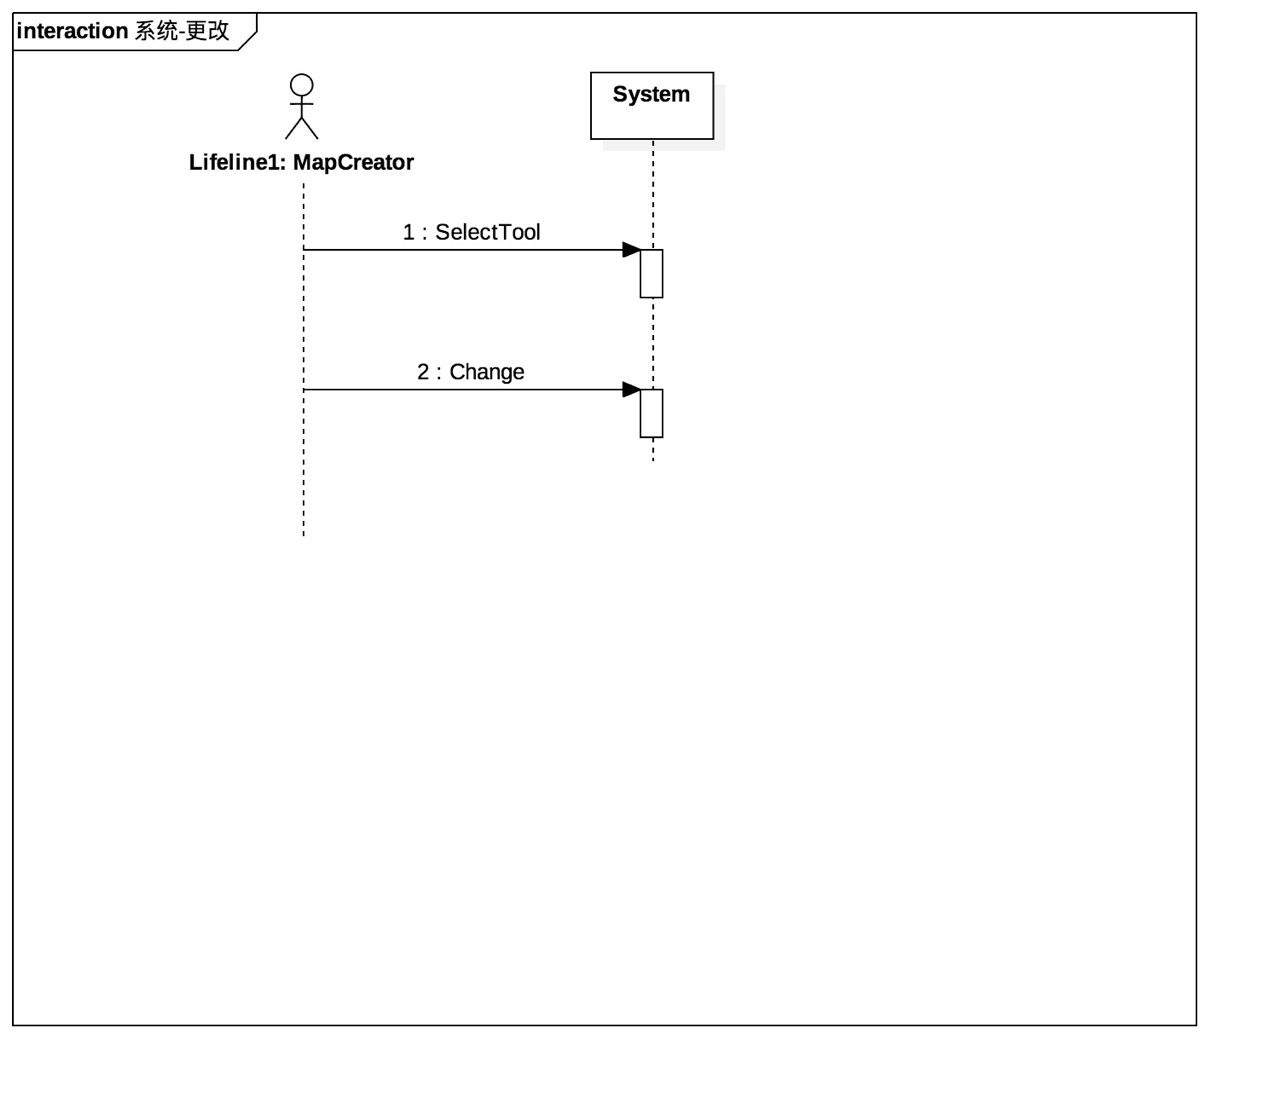 interaction 系统-更改
System
Lifeline1: MapCreator
1 : SelectTool
2 : Change